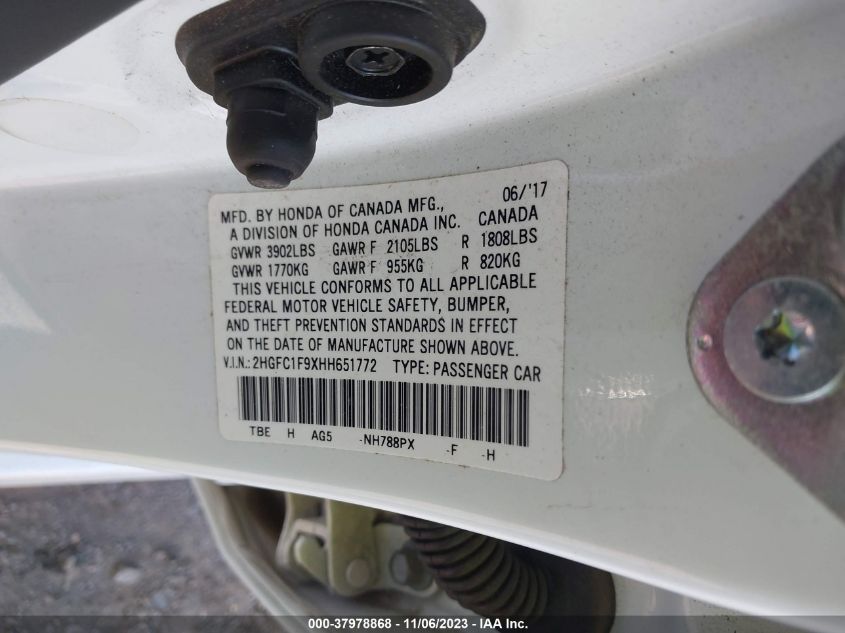 06/'17
MFD. BY HONDA OF CANADA MFG.,
A DIVISION OF HONDA CANADA INC. CANADA
GVWR 3902LBS GAWR F 2105LBS R 1808LBS
GVWR 1770KG GAWR F 955KG R 820KG
THIS VEHICLE CONFORMS TO ALL APPLICABLE
FEDERAL MOTOR VEHICLE SAFETY, BUMPER,
AND THEFT PREVENTION STANDARDS IN EFFECT
ON THE DATE OF MANUFACTURE SHOWN ABOVE.
V.I.N.:2HGFC1F9XHH651772 TYPE:PASSENGER CAR
TBE H AG5 -NH788PX -F -H
000-37978868 - 11/06/2023 - IAA Inc.